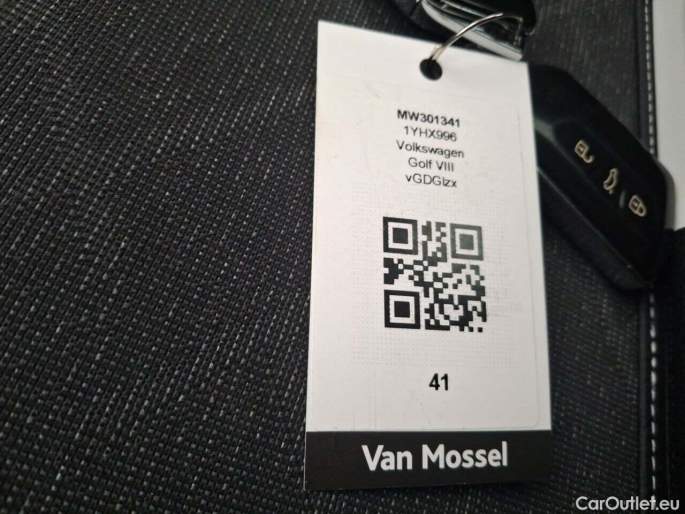 MW301341
1YHX996
Volkswagen
Golf VIII
vGDGlzx
41
Van Mossel
CarOutlet.eu